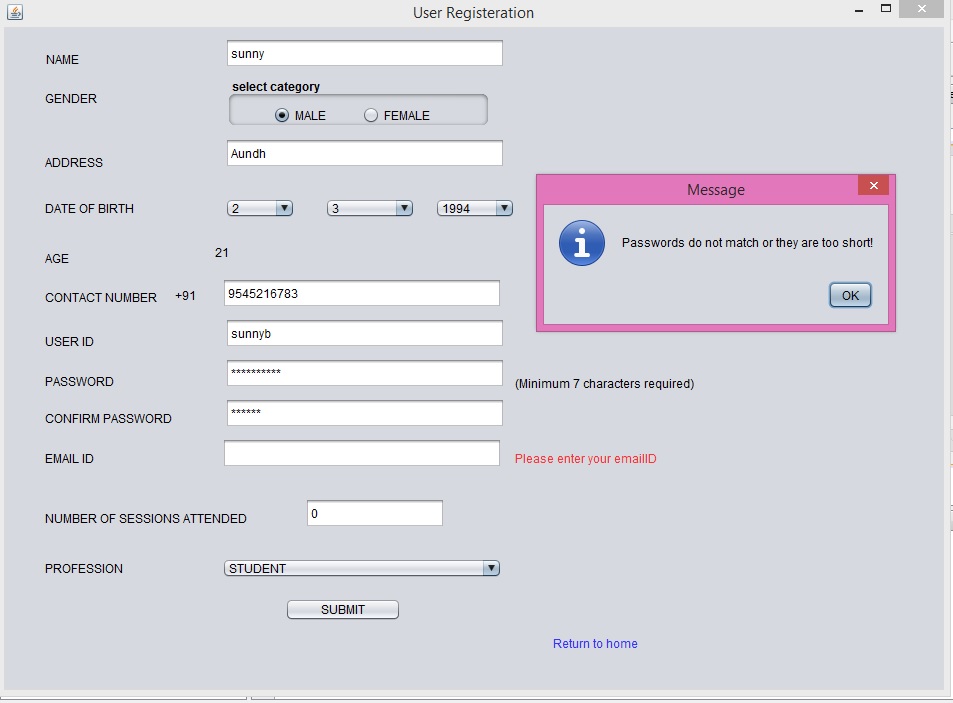 User Registeration
NAME sunny
select category
GENDER
MALE FEMALE
ADDRESS Aundh
DATE OF BIRTH 2 3 1994
AGE 21
CONTACT NUMBER +91 9545216783
USER ID sunnyb
PASSWORD ********** (Minimum 7 characters required)
CONFIRM PASSWORD ******
EMAIL ID Please enter your emailID
NUMBER OF SESSIONS ATTENDED 0
PROFESSION STUDENT
SUBMIT
Return to home
Message
Passwords do not match or they are too short!
OK